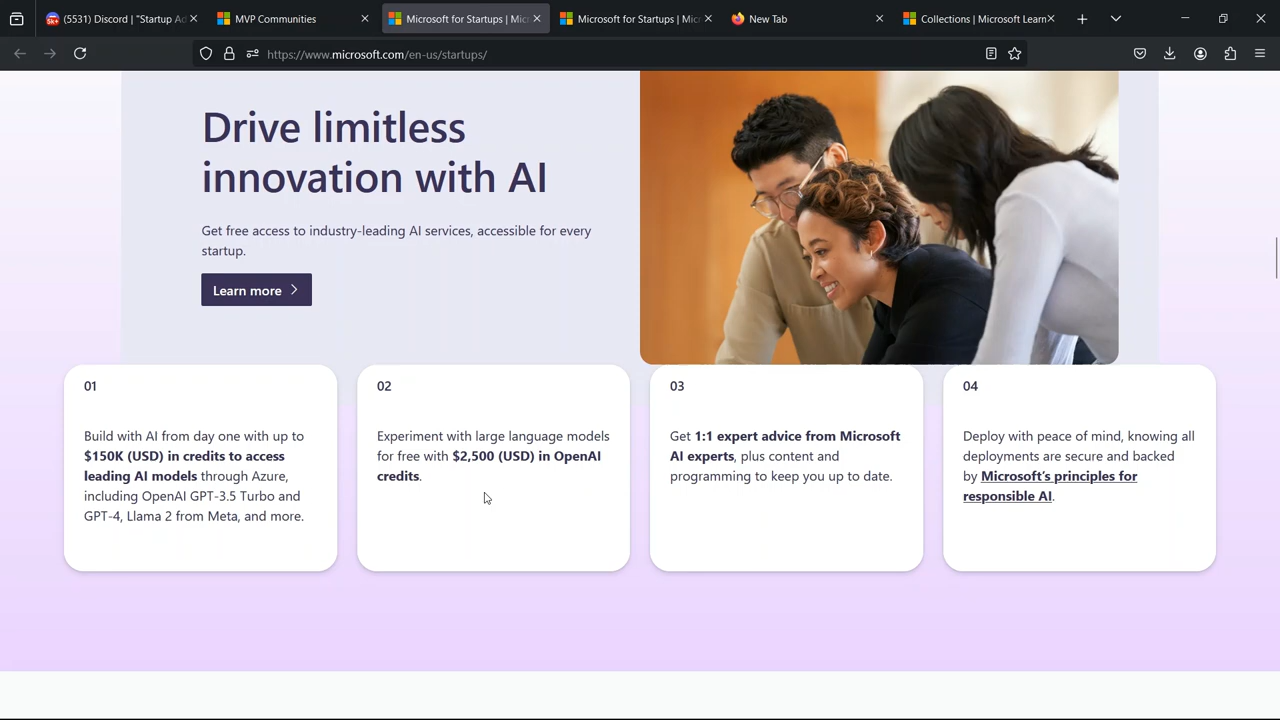 (5531) Discord | "Startup Ad
MVP Communities
Microsoft for Startups | Micr
Microsoft for Startups | Micr
New Tab
Collections | Microsoft Learn
https://www.microsoft.com/en-us/startups/
Drive limitless
innovation with AI
Get free access to industry-leading AI services, accessible for every
startup.
Learn more
01
Build with AI from day one with up to
$150K (USD) in credits to access
leading AI models through Azure,
including OpenAI GPT-3.5 Turbo and
GPT-4, Llama 2 from Meta, and more.
02
Experiment with large language models
for free with $2,500 (USD) in OpenAI
credits.
03
Get 1:1 expert advice from Microsoft
AI experts, plus content and
programming to keep you up to date.
04
Deploy with peace of mind, knowing all
deployments are secure and backed
by Microsoft's principles for
responsible AI.